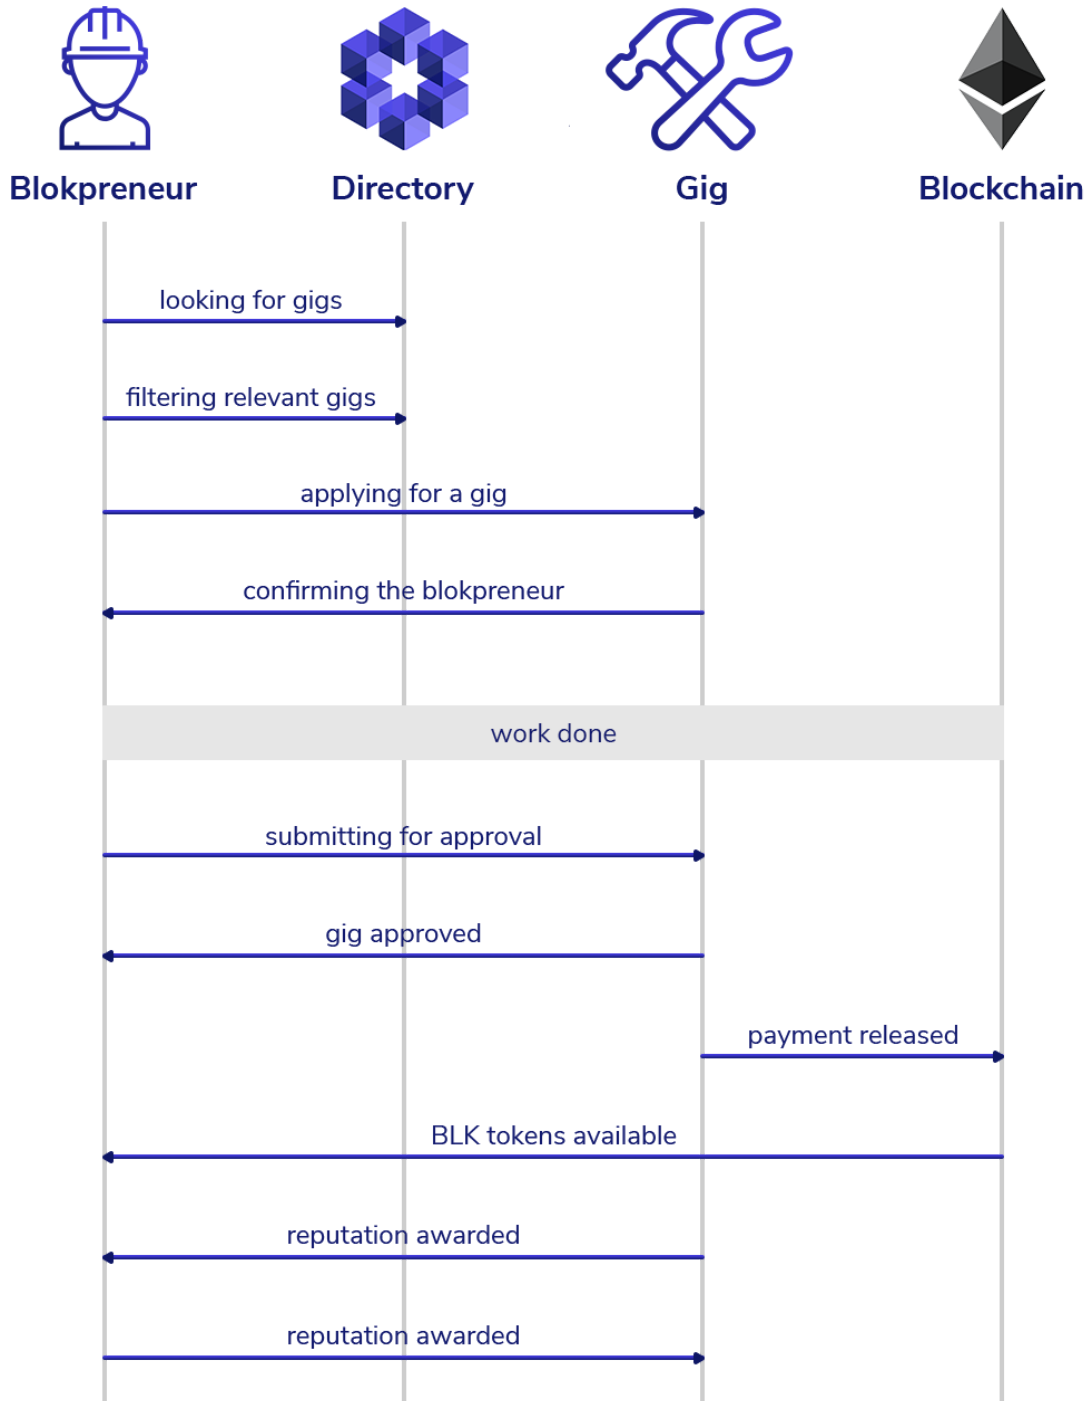 Blokpreneur
Directory
Gig
Blockchain
looking for gigs
filtering relevant gigs
applying for a gig
confirming the blokpreneur
work done
submitting for approval
gig approved
payment released
BLK tokens available
reputation awarded
reputation awarded